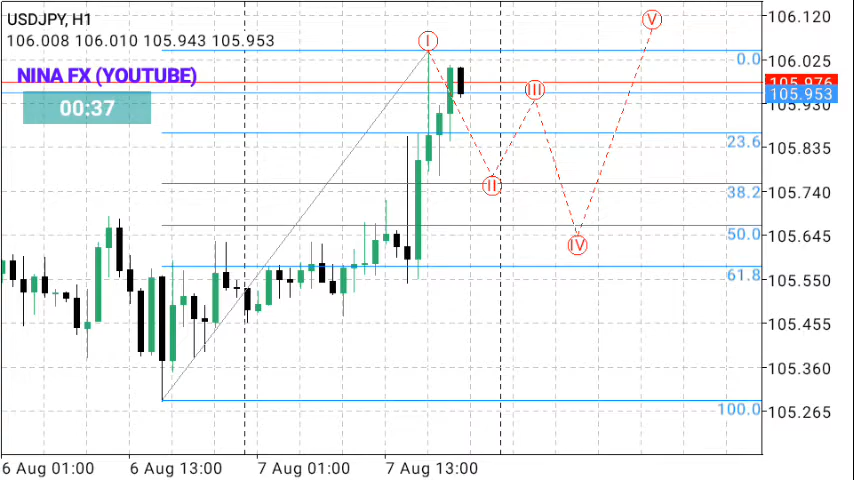 USDJPY, H1
106.008 106.010 105.943 105.953
NINA FX (YOUTUBE)
00:37
I
II
III
IV
V
0.0
23.6
38.2
50.0
61.8
100.0
106.120
106.025
105.976
105.953
105.930
105.835
105.740
105.645
105.550
105.455
105.360
105.265
6 Aug 01:00
6 Aug 13:00
7 Aug 01:00
7 Aug 13:00